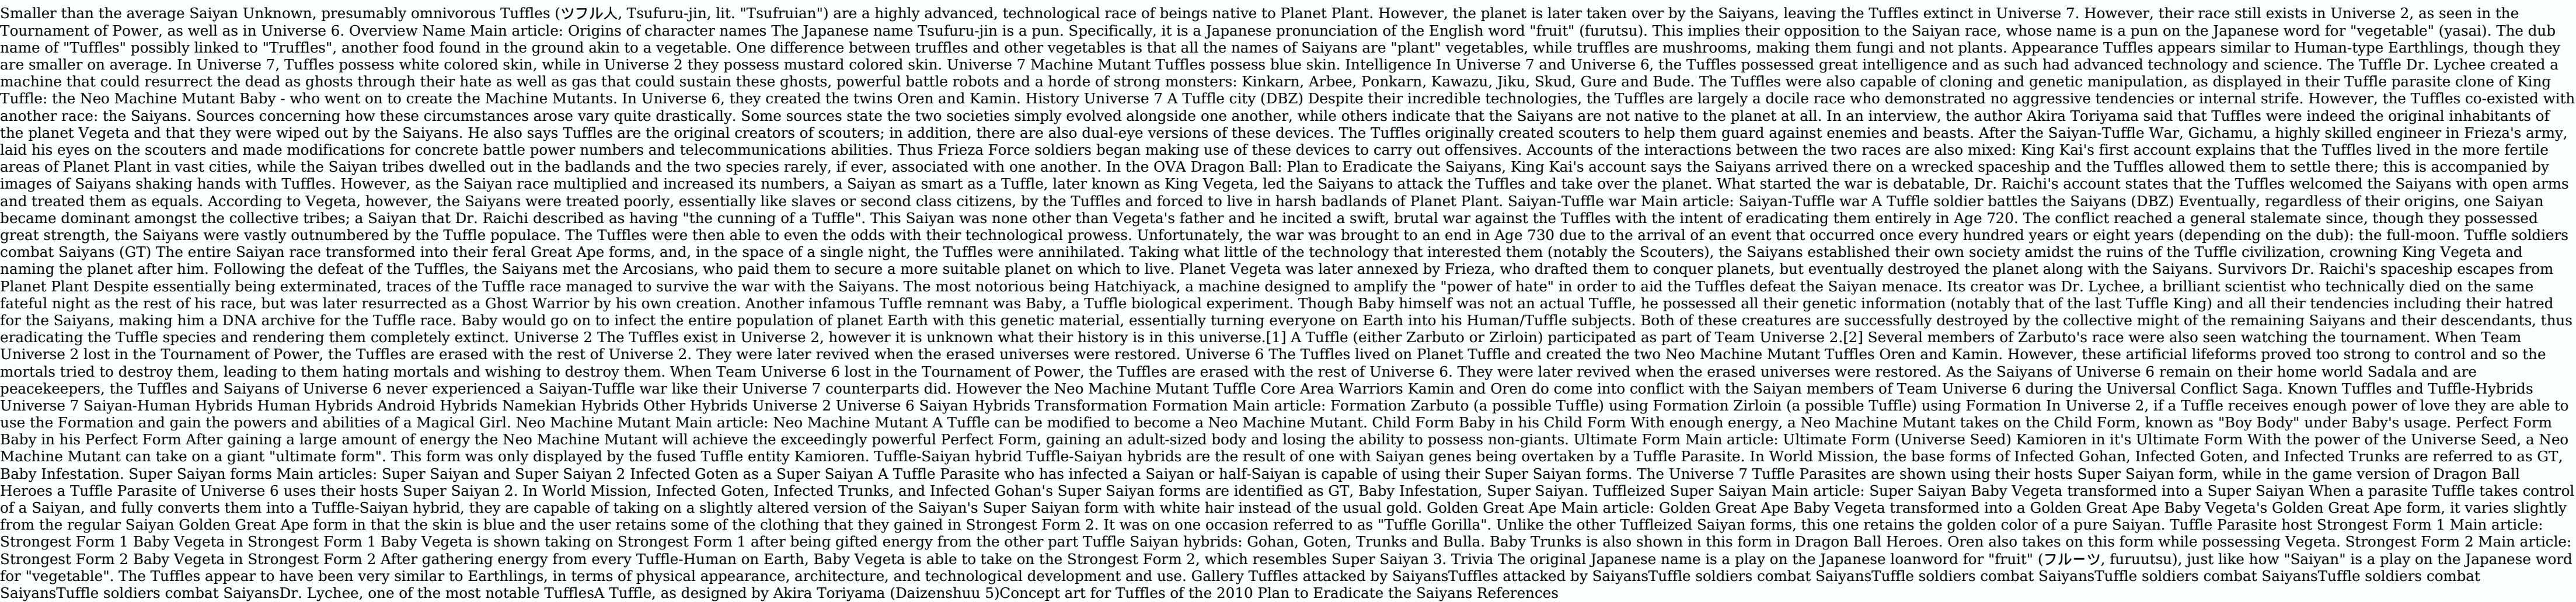 Smaller than the average Saiyan Unknown, presumably omnivorous Tuffles (ツフル人, Tsufuru-jin, lit. "Tsufruian") are a highly advanced, technological race of beings native to Planet Plant. However, the planet is later taken over by the Saiyans, leaving the Tuffles extinct in Universe 7. However, their race still exists in Universe 2, as seen in the
Tournament of Power, as well as in Universe 6. Overview Name Main article: Origins of character names The Japanese name Tsufuru-jin is a pun. Specifically, it is a Japanese pronunciation of the English word "fruit" (furutsu). This implies their opposition to the Saiyan race, whose name is a pun on the Japanese word for "vegetable" (yasai). The dub
name of "Tuffles" possibly linked to "Truffles", another food found in the ground akin to a vegetable. One difference between truffles and other vegetables is that all the names of Saiyans are "plant" vegetables, while truffles are mushrooms, making them fungi and not plants. Appearance Tuffles appears similar to Human-type Earthlings, though they
are smaller on average. In Universe 7, Tuffles possess white colored skin, while in Universe 2 they possess mustard colored skin. Universe 7 Machine Mutant Tuffles possess blue skin. Intelligence In Universe 7 and Universe 6, the Tuffles possessed great intelligence and as such had advanced technology and science. The Tuffle Dr. Lychee created a
machine that could resurrect the dead as ghosts through their hate as well as gas that could sustain these ghosts, powerful battle robots and a horde of strong monsters: Kinkarn, Arbee, Ponkarn, Kawazu, Jiku, Skud, Gure and Bude. The Tuffles were also capable of cloning and genetic manipulation, as displayed in their Tuffle parasite clone of King
Tuffle: the Neo Machine Mutant Baby - who went on to create the Machine Mutants. In Universe 6, they created the twins Oren and Kamin. History Universe 7 A Tuffle city (DBZ) Despite their incredible technologies, the Tuffles are largely a docile race who demonstrated no aggressive tendencies or internal strife. However, the Tuffles co-existed with
another race: the Saiyans. Sources concerning how these circumstances arose vary quite drastically. Some sources state the two societies simply evolved alongside one another, while others indicate that the Saiyans are not native to the planet at all. In an interview, the author Akira Toriyama said that Tuffles were indeed the original inhabitants of
the planet Vegeta and that they were wiped out by the Saiyans. He also says Tuffles are the original creators of scouters; in addition, there are also dual-eye versions of these devices. The Tuffles originally created scouters to help them guard against enemies and beasts. After the Saiyan-Tuffle War, Gichamu, a highly skilled engineer in Frieza's army,
laid his eyes on the scouters and made modifications for concrete battle power numbers and telecommunications abilities. Thus Frieza Force soldiers began making use of these devices to carry out offensives. Accounts of the interactions between the two races are also mixed: King Kai's first account explains that the Tuffles lived in the more fertile
areas of Planet Plant in vast cities, while the Saiyan tribes dwelled out in the badlands and the two species rarely, if ever, associated with one another. In the OVA Dragon Ball: Plan to Eradicate the Saiyans, King Kai's account says the Saiyans arrived there on a wrecked spaceship and the Tuffles allowed them to settle there; this is accompanied by
images of Saiyans shaking hands with Tuffles. However, as the Saiyan race multiplied and increased its numbers, a Saiyan as smart as a Tuffle, later known as King Vegeta, led the Saiyans to attack the Tuffles and take over the planet. What started the war is debatable, Dr. Raichi's account states that the Tuffles welcomed the Saiyans with open arms
and treated them as equals. According to Vegeta, however, the Saiyans were treated poorly, essentially like slaves or second class citizens, by the Tuffles and forced to live in harsh badlands of Planet Plant. Saiyan-Tuffle war Main article: Saiyan-Tuffle war A Tuffle soldier battles the Saiyans (DBZ) Eventually, regardless of their origins, one Saiyan
became dominant amongst the collective tribes; a Saiyan that Dr. Raichi described as having "the cunning of a Tuffle". This Saiyan was none other than Vegeta's father and he incited a swift, brutal war against the Tuffles with the intent of eradicating them entirely in Age 720. The conflict reached a general stalemate since, though they possessed
great strength, the Saiyans were vastly outnumbered by the Tuffle populace. The Tuffles were then able to even the odds with their technological prowess. Unfortunately, the war was brought to an end in Age 730 due to the arrival of an event that occurred once every hundred years or eight years (depending on the dub): the full-moon. Tuffle soldiers
combat Saiyans (GT) The entire Saiyan race transformed into their feral Great Ape forms, and, in the space of a single night, the Tuffles were annihilated. Taking what little of the technology that interested them (notably the Scouters), the Saiyans established their own society amidst the ruins of the Tuffle civilization, crowning King Vegeta and
naming the planet after him. Following the defeat of the Tuffles, the Saiyans met the Arcosians, who paid them to secure a more suitable planet on which to live. Planet Vegeta was later annexed by Frieza, who drafted them to conquer planets, but eventually destroyed the planet along with the Saiyans. Survivors Dr. Raichi's spaceship escapes from
Planet Plant Despite essentially being exterminated, traces of the Tuffle race managed to survive the war with the Saiyans. The most notorious being Hatchiyack, a machine designed to amplify the "power of hate" in order to aid the Tuffles defeat the Saiyan menace. Its creator was Dr. Lychee, a brilliant scientist who technically died on the same
fateful night as the rest of his race, but was later resurrected as a Ghost Warrior by his own creation. Another infamous Tuffle remnant was Baby, a Tuffle biological experiment. Though Baby himself was not an actual Tuffle, he possessed all their genetic information (notably that of the last Tuffle King) and all their tendencies including their hatred
for the Saiyans, making him a DNA archive for the Tuffle race. Baby would go on to infect the entire population of planet Earth with this genetic material, essentially turning everyone on Earth into his Human/Tuffle subjects. Both of these creatures are successfully destroyed by the collective might of the remaining Saiyans and their descendants, thus
eradicating the Tuffle species and rendering them completely extinct. Universe 2 The Tuffles exist in Universe 2, however it is unknown what their history is in this universe.[1] A Tuffle (either Zarbuto or Zirloin) participated as part of Team Universe 2.[2] Several members of Zarbuto's race were also seen watching the tournament. When Team
Universe 2 lost in the Tournament of Power, the Tuffles are erased with the rest of Universe 2. They were later revived when the erased universes were restored. Universe 6 The Tuffles lived on Planet Tuffle and created the two Neo Machine Mutant Tuffles Oren and Kamin. However, these artificial lifeforms proved too strong to control and so the
mortals tried to destroy them, leading to them hating mortals and wishing to destroy them. When Team Universe 6 lost in the Tournament of Power, the Tuffles are erased with the rest of Universe 6. They were later revived when the erased universes were restored. As the Saiyans of Universe 6 remain on their home world Sadala and are
peacekeepers, the Tuffles and Saiyans of Universe 6 never experienced a Saiyan-Tuffle war like their Universe 7 counterparts did. However the Neo Machine Mutant Tuffle Core Area Warriors Kamin and Oren do come into conflict with the Saiyan members of Team Universe 6 during the Universal Conflict Saga. Known Tuffles and Tuffle-Hybrids
Universe 7 Saiyan-Human Hybrids Human Hybrids Android Hybrids Namekian Hybrids Other Hybrids Universe 2 Universe 6 Saiyan Hybrids Transformation Formation Main article: Formation Zarbuto (a possible Tuffle) using Formation Zirloin (a possible Tuffle) using Formation In Universe 2, if a Tuffle receives enough power of love they are able to
use the Formation and gain the powers and abilities of a Magical Girl. Neo Machine Mutant Main article: Neo Machine Mutant A Tuffle can be modified to become a Neo Machine Mutant. Child Form Baby in his Child Form With enough energy, a Neo Machine Mutant takes on the Child Form, known as "Boy Body" under Baby's usage. Perfect Form
Baby in his Perfect Form After gaining a large amount of energy the Neo Machine Mutant will achieve the exceedingly powerful Perfect Form, gaining an adult-sized body and losing the ability to possess non-giants. Ultimate Form Main article: Ultimate Form (Universe Seed) Kamioren in it's Ultimate Form With the power of the Universe Seed, a Neo
Machine Mutant can take on a giant "ultimate form". This form was only displayed by the fused Tuffle entity Kamioren. Tuffle-Saiyan hybrid Tuffle-Saiyan hybrids are the result of one with Saiyan genes being overtaken by a Tuffle Parasite. In World Mission, the base forms of Infected Gohan, Infected Goten, and Infected Trunks are referred to as GT,
Baby Infestation. Super Saiyan forms Main articles: Super Saiyan and Super Saiyan 2 Infected Goten as a Super Saiyan A Tuffle Parasite who has infected a Saiyan or half-Saiyan is capable of using their Super Saiyan forms. The Universe 7 Tuffle Parasites are shown using their hosts Super Saiyan form, while in the game version of Dragon Ball
Heroes a Tuffle Parasite of Universe 6 uses their hosts Super Saiyan 2. In World Mission, Infected Goten, Infected Trunks, and Infected Gohan's Super Saiyan forms are identified as GT, Baby Infestation, Super Saiyan. Tuffleized Super Saiyan Main article: Super Saiyan Baby Vegeta transformed into a Super Saiyan When a parasite Tuffle takes control
of a Saiyan, and fully converts them into a Tuffle-Saiyan hybrid, they are capable of taking on a slightly altered version of the Saiyan's Super Saiyan form with white hair instead of the usual gold. Golden Great Ape Main article: Golden Great Ape Baby Vegeta transformed into a Golden Great Ape Baby Vegeta's Golden Great Ape form, it varies slightly
from the regular Saiyan Golden Great Ape form in that the skin is blue and the user retains some of the clothing that they gained in Strongest Form 2. It was on one occasion referred to as "Tuffle Gorilla". Unlike the other Tuffleized Saiyan forms, this one retains the golden color of a pure Saiyan. Tuffle Parasite host Strongest Form 1 Main article:
Strongest Form 1 Baby Vegeta in Strongest Form 1 Baby Vegeta is shown taking on Strongest Form 1 after being gifted energy from the other part Tuffle Saiyan hybrids: Gohan, Goten, Trunks and Bulla. Baby Trunks is also shown in this form in Dragon Ball Heroes. Oren also takes on this form while possessing Vegeta. Strongest Form 2 Main article:
Strongest Form 2 Baby Vegeta in Strongest Form 2 After gathering energy from every Tuffle-Human on Earth, Baby Vegeta is able to take on the Strongest Form 2, which resembles Super Saiyan 3. Trivia The original Japanese name is a play on the Japanese loanword for "fruit" (フルーツ, furuutsu), just like how "Saiyan" is a play on the Japanese word
for "vegetable". The Tuffles appear to have been very similar to Earthlings, in terms of physical appearance, architecture, and technological development and use. Gallery Tuffles attacked by SaiyansTuffles attacked by SaiyansTuffle soldiers combat SaiyansTuffle soldiers combat SaiyansTuffle soldiers combat SaiyansTuffle soldiers combat
SaiyansTuffle soldiers combat SaiyansDr. Lychee, one of the most notable TufflesA Tuffle, as designed by Akira Toriyama (Daizenshuu 5)Concept art for Tuffles of the 2010 Plan to Eradicate the Saiyans References